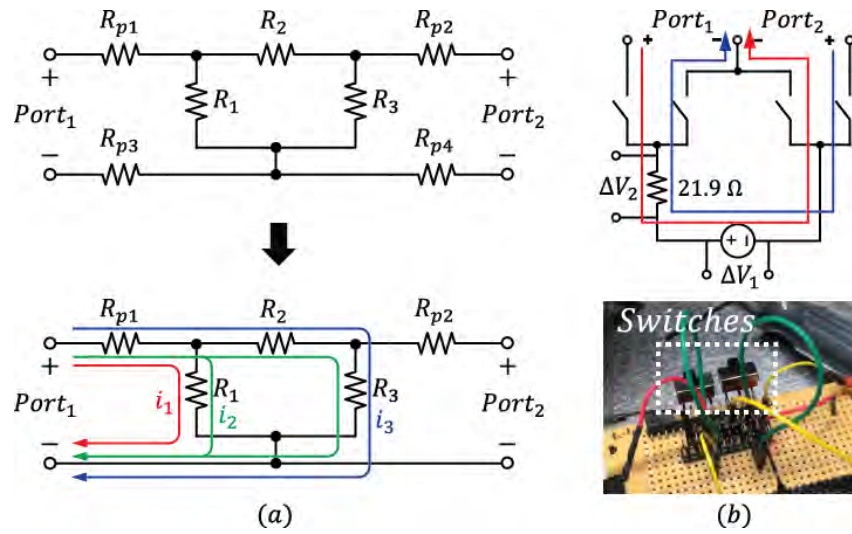 R_{p1} R_2 R_{p2}
+ +
Port_1 R_1 R_3 Port_2
− R_{p3} R_{p4} −
R_{p1} R_2 R_{p2}
+ +
Port_1 i_1 R_1 i_2 R_3 i_3 Port_2
− −
(a)
Port_1 Port_2
+ − − +
ΔV_2 21.9 Ω
+ −
ΔV_1
Switches
(b)